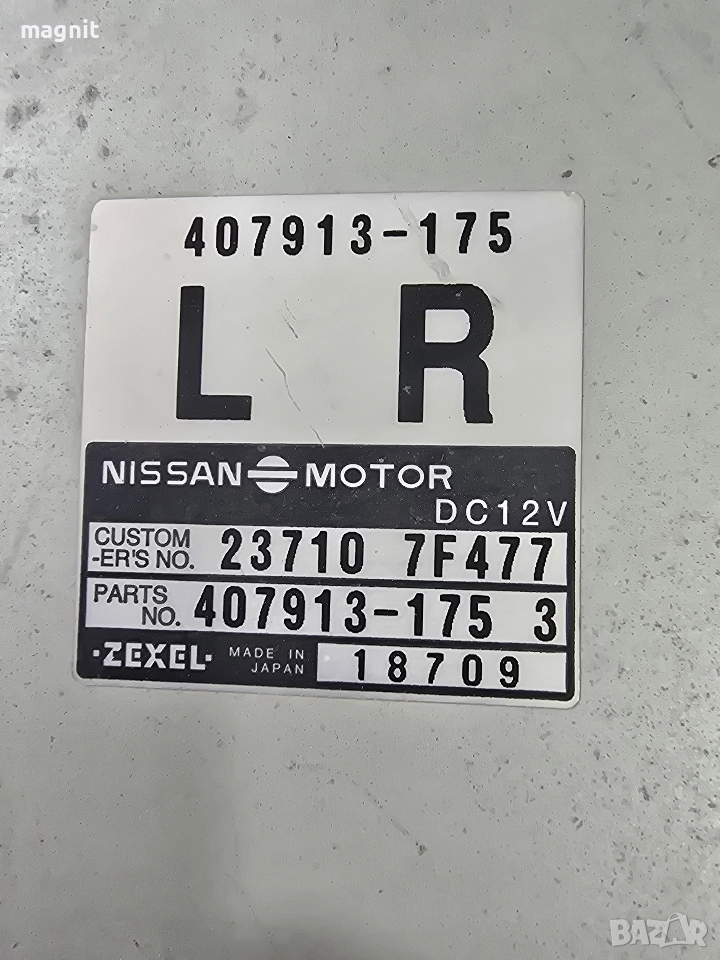 magnit
407913-175
L R
NISSAN MOTOR
DC12V
CUSTOM
-ER'S NO. 23710 7F477
PARTS
NO. 407913-175 3
·ZEXEL· MADE IN
JAPAN 18709
BAZAR